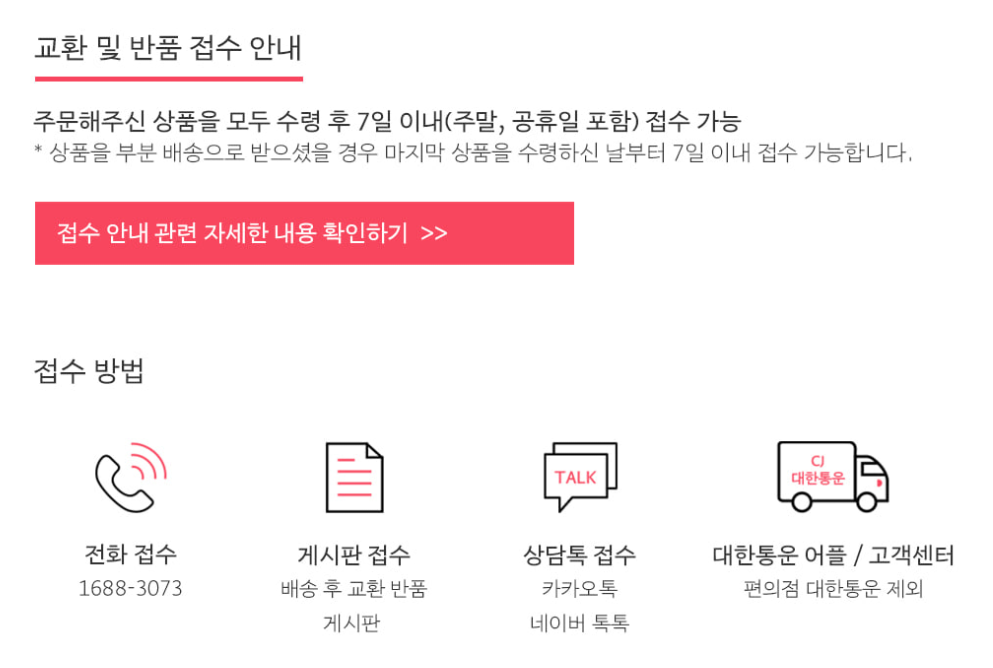 교환 및 반품 접수 안내
주문해주신 상품을 모두 수령 후 7일 이내(주말, 공휴일 포함) 접수 가능
* 상품을 부분 배송으로 받으셨을 경우 마지막 상품을 수령하신 날부터 7일 이내 접수 가능합니다.
접수 안내 관련 자세한 내용 확인하기 >>
접수 방법
TALK
CJ
대한통운
전화 접수
1688-3073
게시판 접수
배송 후 교환 반품
게시판
상담톡 접수
카카오톡
네이버 톡톡
대한통운 어플 / 고객센터
편의점 대한통운 제외